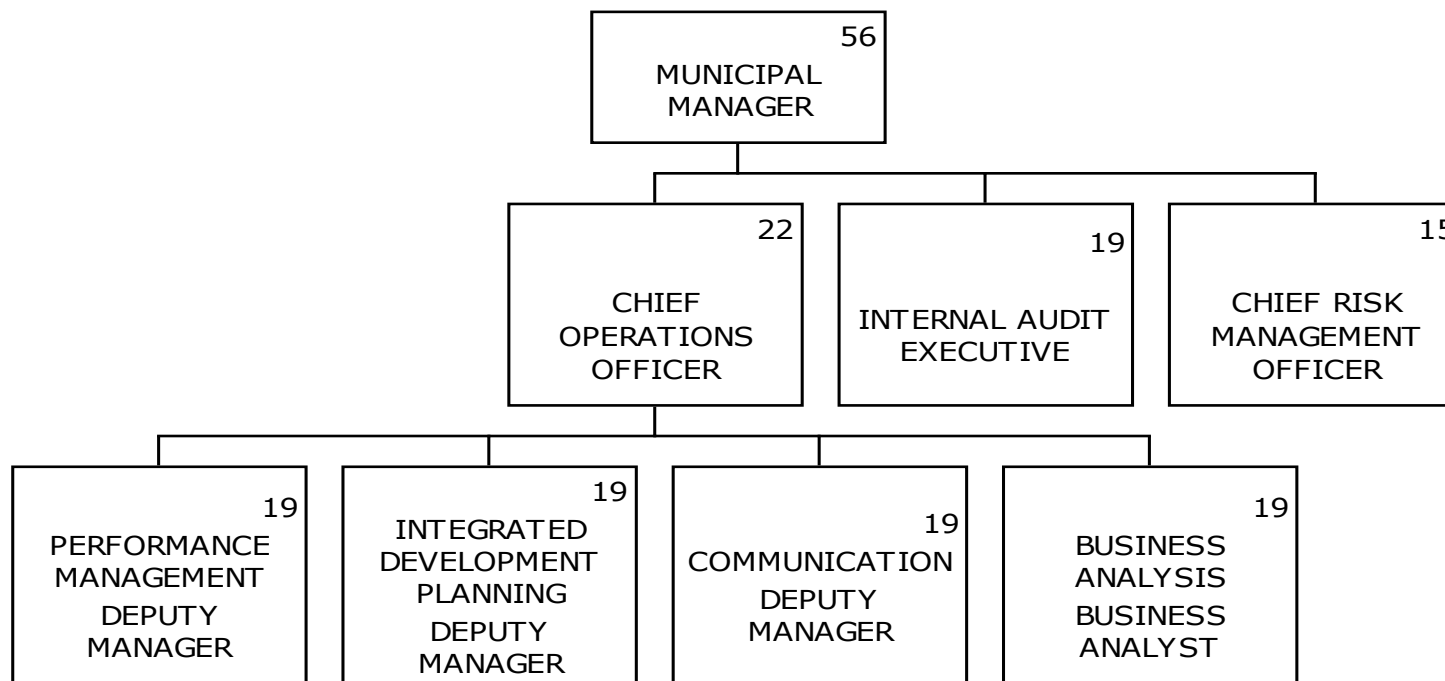 56
MUNICIPAL
MANAGER
22
CHIEF
OPERATIONS
OFFICER
19
INTERNAL AUDIT
EXECUTIVE
15
CHIEF RISK
MANAGEMENT
OFFICER
19
PERFORMANCE
MANAGEMENT
DEPUTY
MANAGER
19
INTEGRATED
DEVELOPMENT
PLANNING
DEPUTY
MANAGER
19
COMMUNICATION
DEPUTY
MANAGER
19
BUSINESS
ANALYSIS
BUSINESS
ANALYST